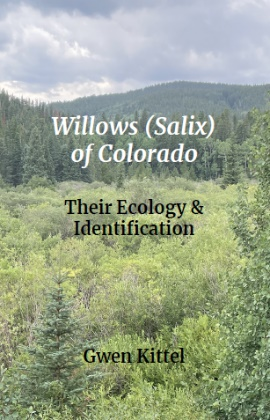 Willows (Salix)
of Colorado
Their Ecology &
Identification
Gwen Kittel